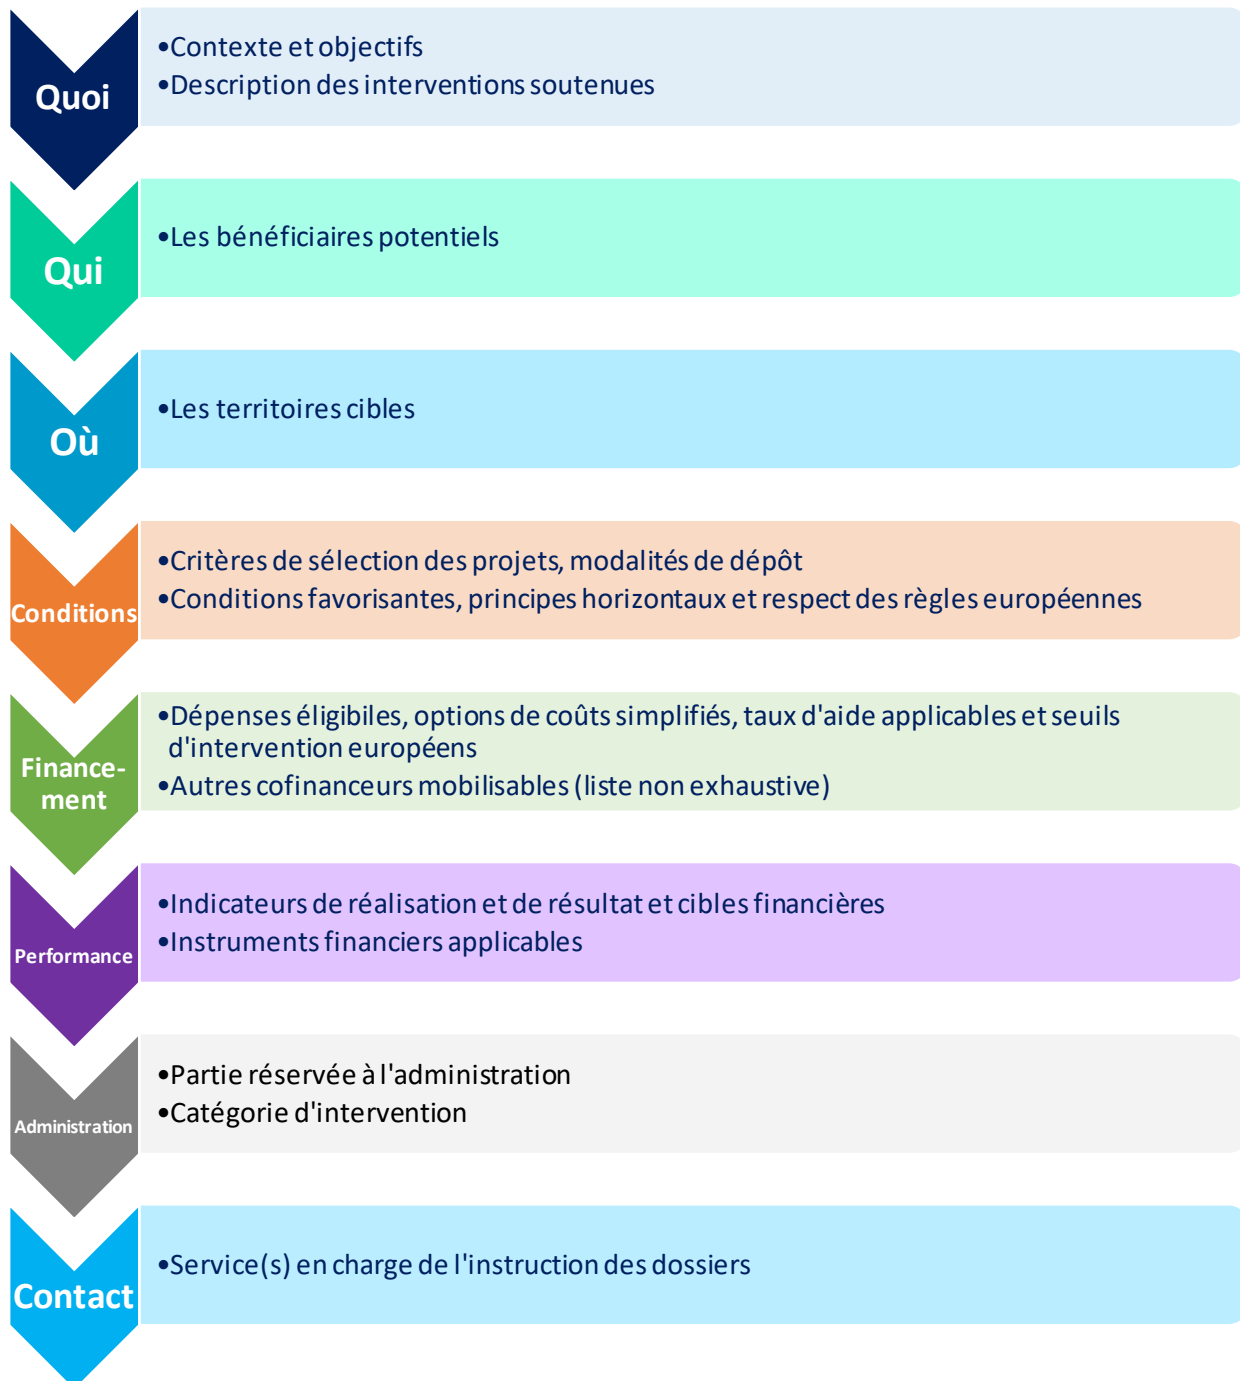 Quoi
•Contexte et objectifs
•Description des interventions soutenues
Qui
•Les bénéficiaires potentiels
Où
•Les territoires cibles
Conditions
•Critères de sélection des projets, modalités de dépôt
•Conditions favorisantes, principes horizontaux et respect des règles européennes
Finance-
ment
•Dépenses éligibiles, options de coûts simplifiés, taux d'aide applicables et seuils
d'intervention européens
•Autres cofinanceurs mobilisables (liste non exhaustive)
Performance
•Indicateurs de réalisation et de résultat et cibles financières
•Instruments financiers applicables
Administration
•Partie réservée à l'administration
•Catégorie d'intervention
Contact
•Service(s) en charge de l'instruction des dossiers